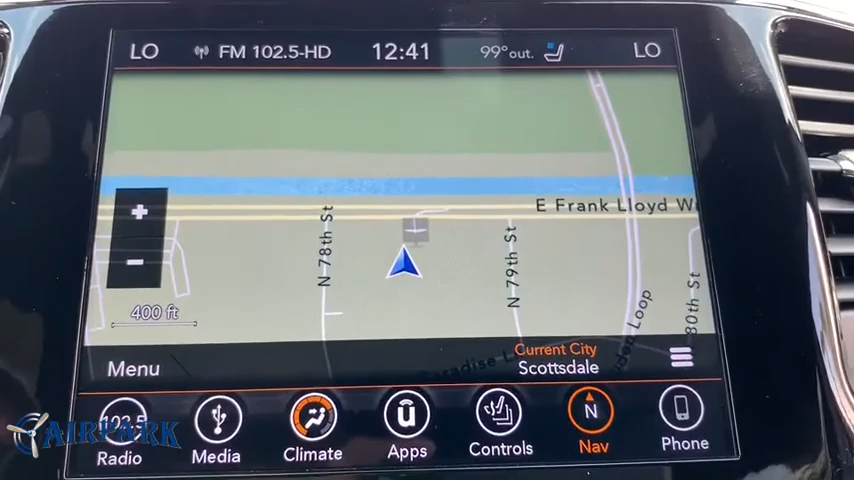 LO FM 102.5-HD 12:41 99°out. LO
E FRANK LLOYD W
N 78th St
N 79th St
80th St
400 ft
Menu
Current City
Scottsdale
102.5
AIRPARK
Radio Media Climate Apps Controls Nav Phone
N